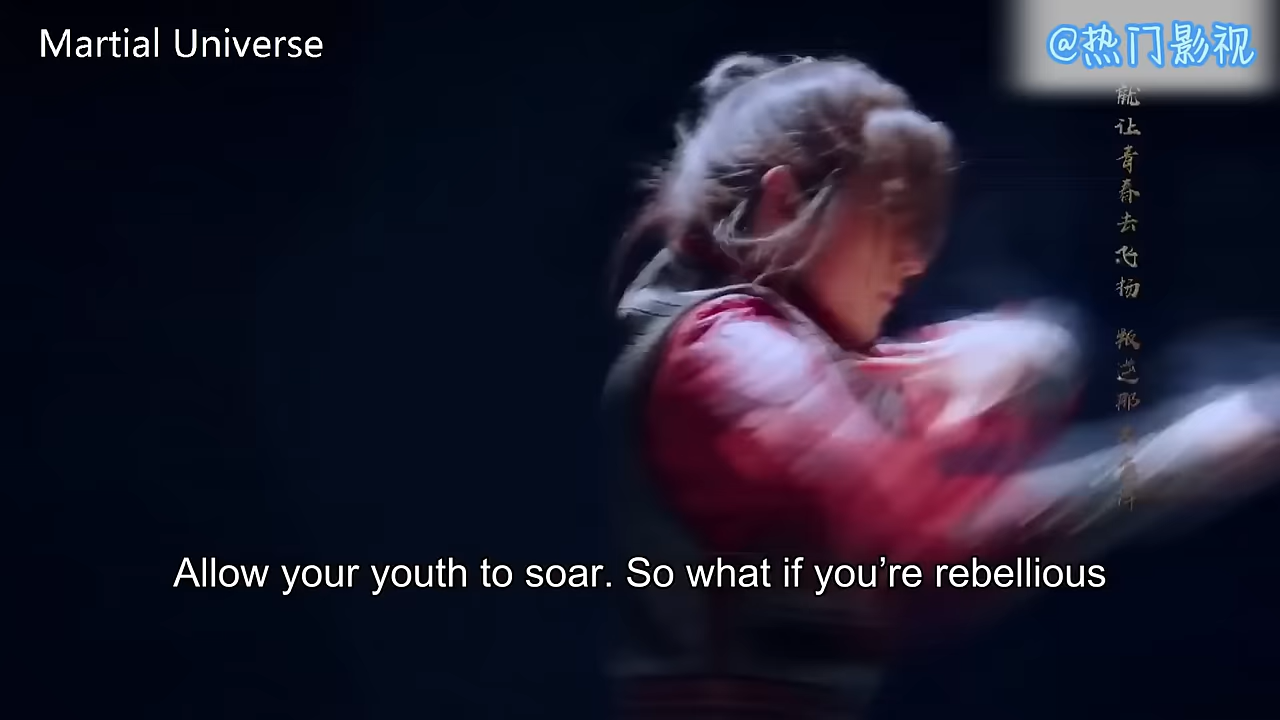 Martial Universe
@热门影视
能让青春去飞扬 叛逆那
Allow your youth to soar. So what if you're rebellious